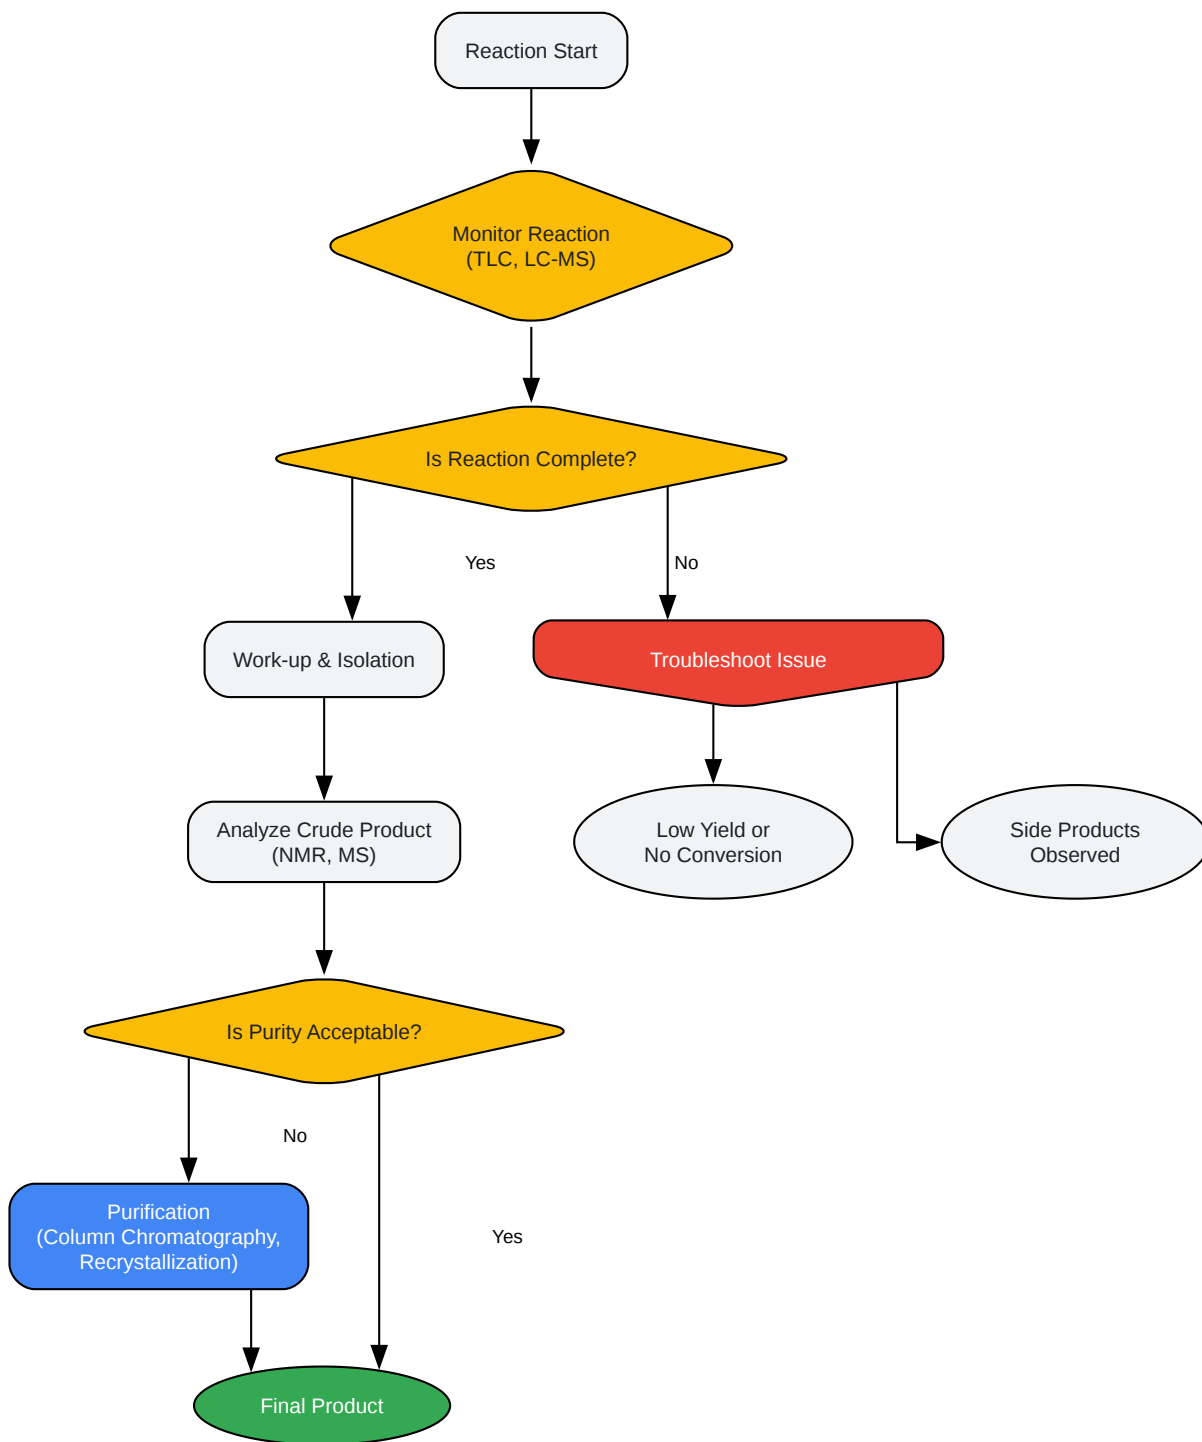 Reaction Start
Monitor Reaction
(TLC, LC-MS)
Is Reaction Complete?
Yes
No
Work-up & Isolation
Troubleshoot Issue
Analyze Crude Product
(NMR, MS)
Low Yield or
No Conversion
Side Products
Observed
Is Purity Acceptable?
No
Purification
(Column Chromatography,
Recrystallization)
Yes
Final Product